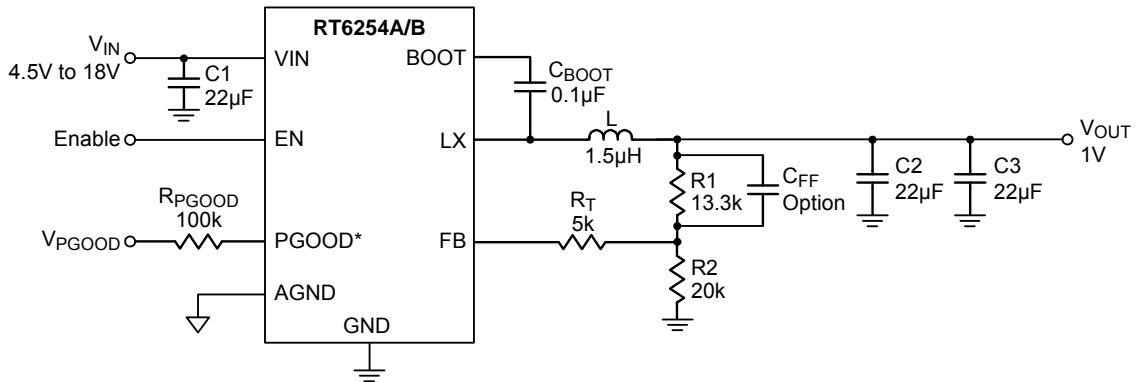 RT6254A/B
VIN
4.5V to 18V
C1
22µF
VIN
BOOT
CBOOT
0.1µF
Enable
EN
LX
L
1.5µH
VOUT
1V
R1
13.3k
CFF
Option
C2
22µF
C3
22µF
RPGOOD
100k
RT
5k
VPGOOD
PGOOD*
FB
R2
20k
AGND
GND